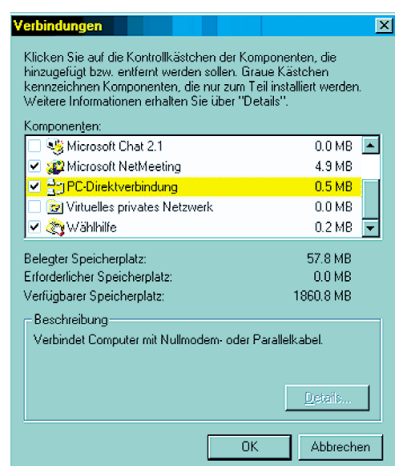 Verbindungen
Klicken Sie auf die Kontrollkästchen der Komponenten, die
hinzugefügt bzw. entfernt werden sollen. Graue Kästchen
kennzeichnen Komponenten, die nur zum Teil installiert werden.
Weitere Informationen erhalten Sie über "Details".
Komponenten:
Microsoft Chat 2.1 0.0 MB
Microsoft NetMeeting 4.9 MB
PC-Direktverbindung 0.5 MB
Virtuelles privates Netzwerk 0.0 MB
Wählhilfe 0.2 MB
Belegter Speicherplatz: 57.8 MB
Erforderlicher Speicherplatz: 0.0 MB
Verfügbarer Speicherplatz: 1860.8 MB
Beschreibung
Verbindet Computer mit Nullmodem- oder Parallelkabel.
Details...
OK Abbrechen